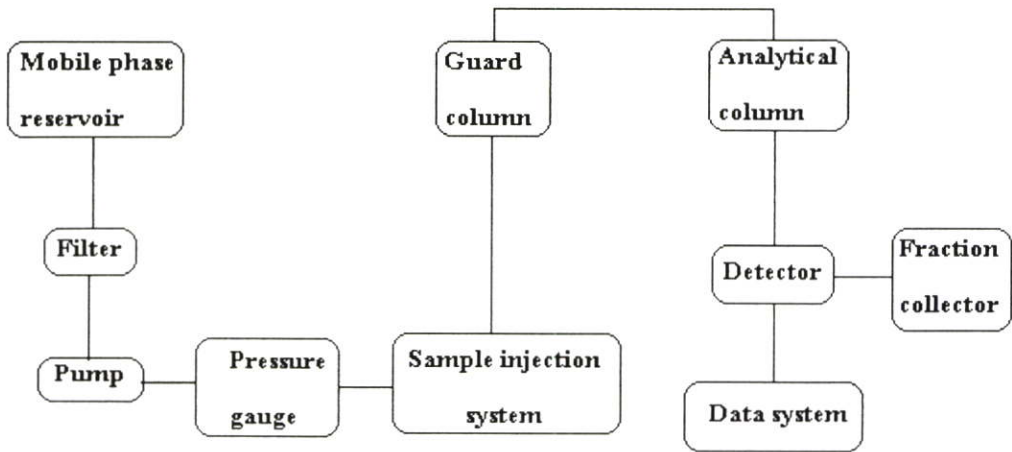 Mobile phase
reservoir
Filter
Pump
Pressure
gauge
Sample injection
system
Guard
column
Analytical
column
Detector
Fraction
collector
Data system